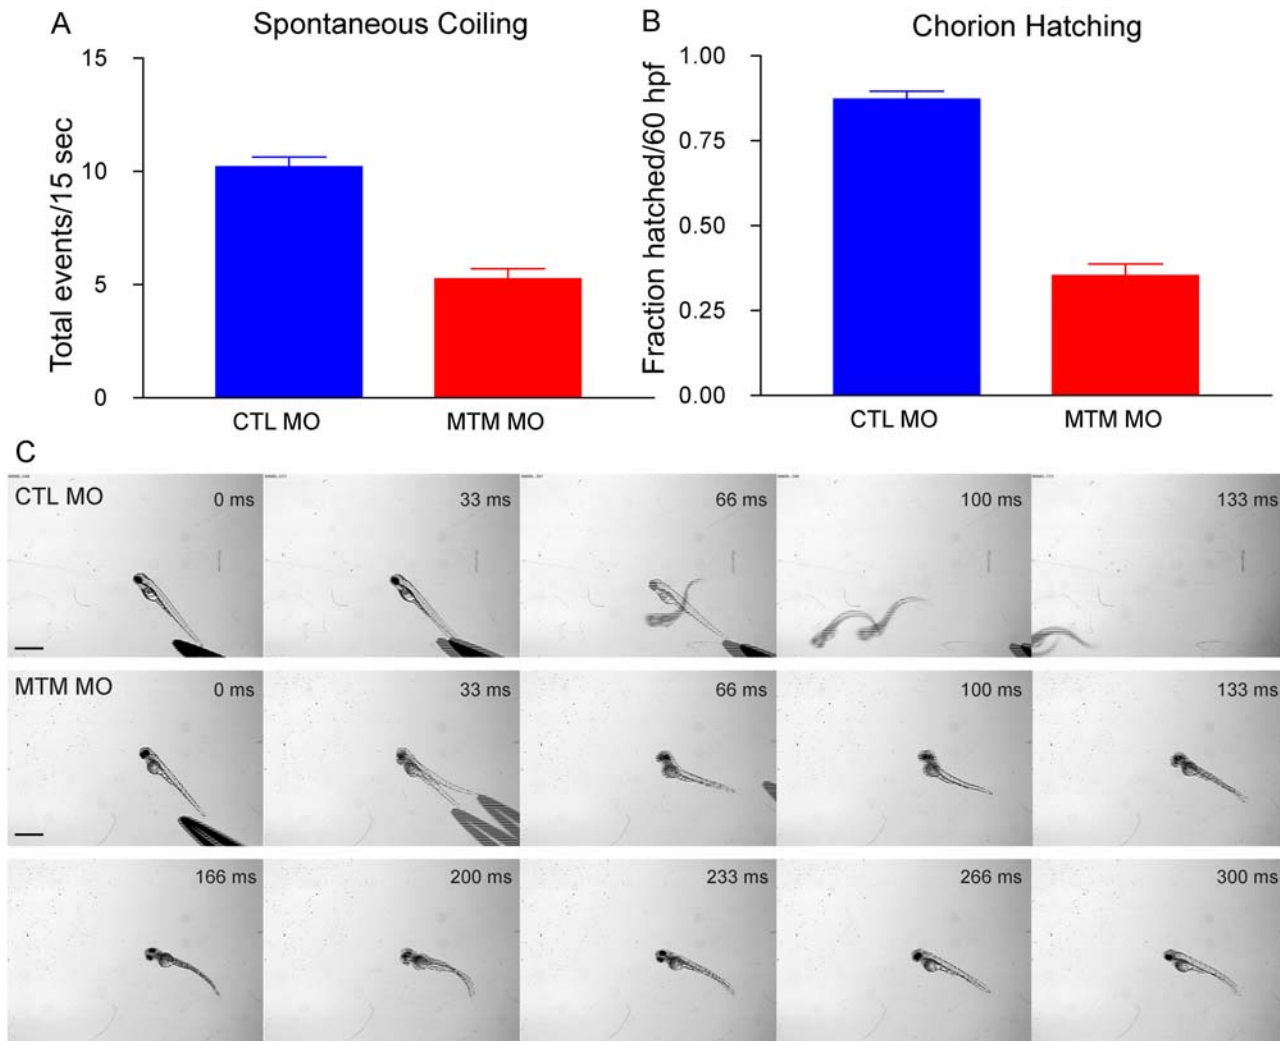 A
Spontaneous Coiling
Total events/15 sec
15
10
5
0
CTL MO
MTM MO
B
Chorion Hatching
Fraction hatched/60 hpf
1.00
0.75
0.50
0.25
0.00
CTL MO
MTM MO
C
CTL MO
0 ms
33 ms
66 ms
100 ms
133 ms
MTM MO
0 ms
33 ms
66 ms
100 ms
133 ms
166 ms
200 ms
233 ms
266 ms
300 ms